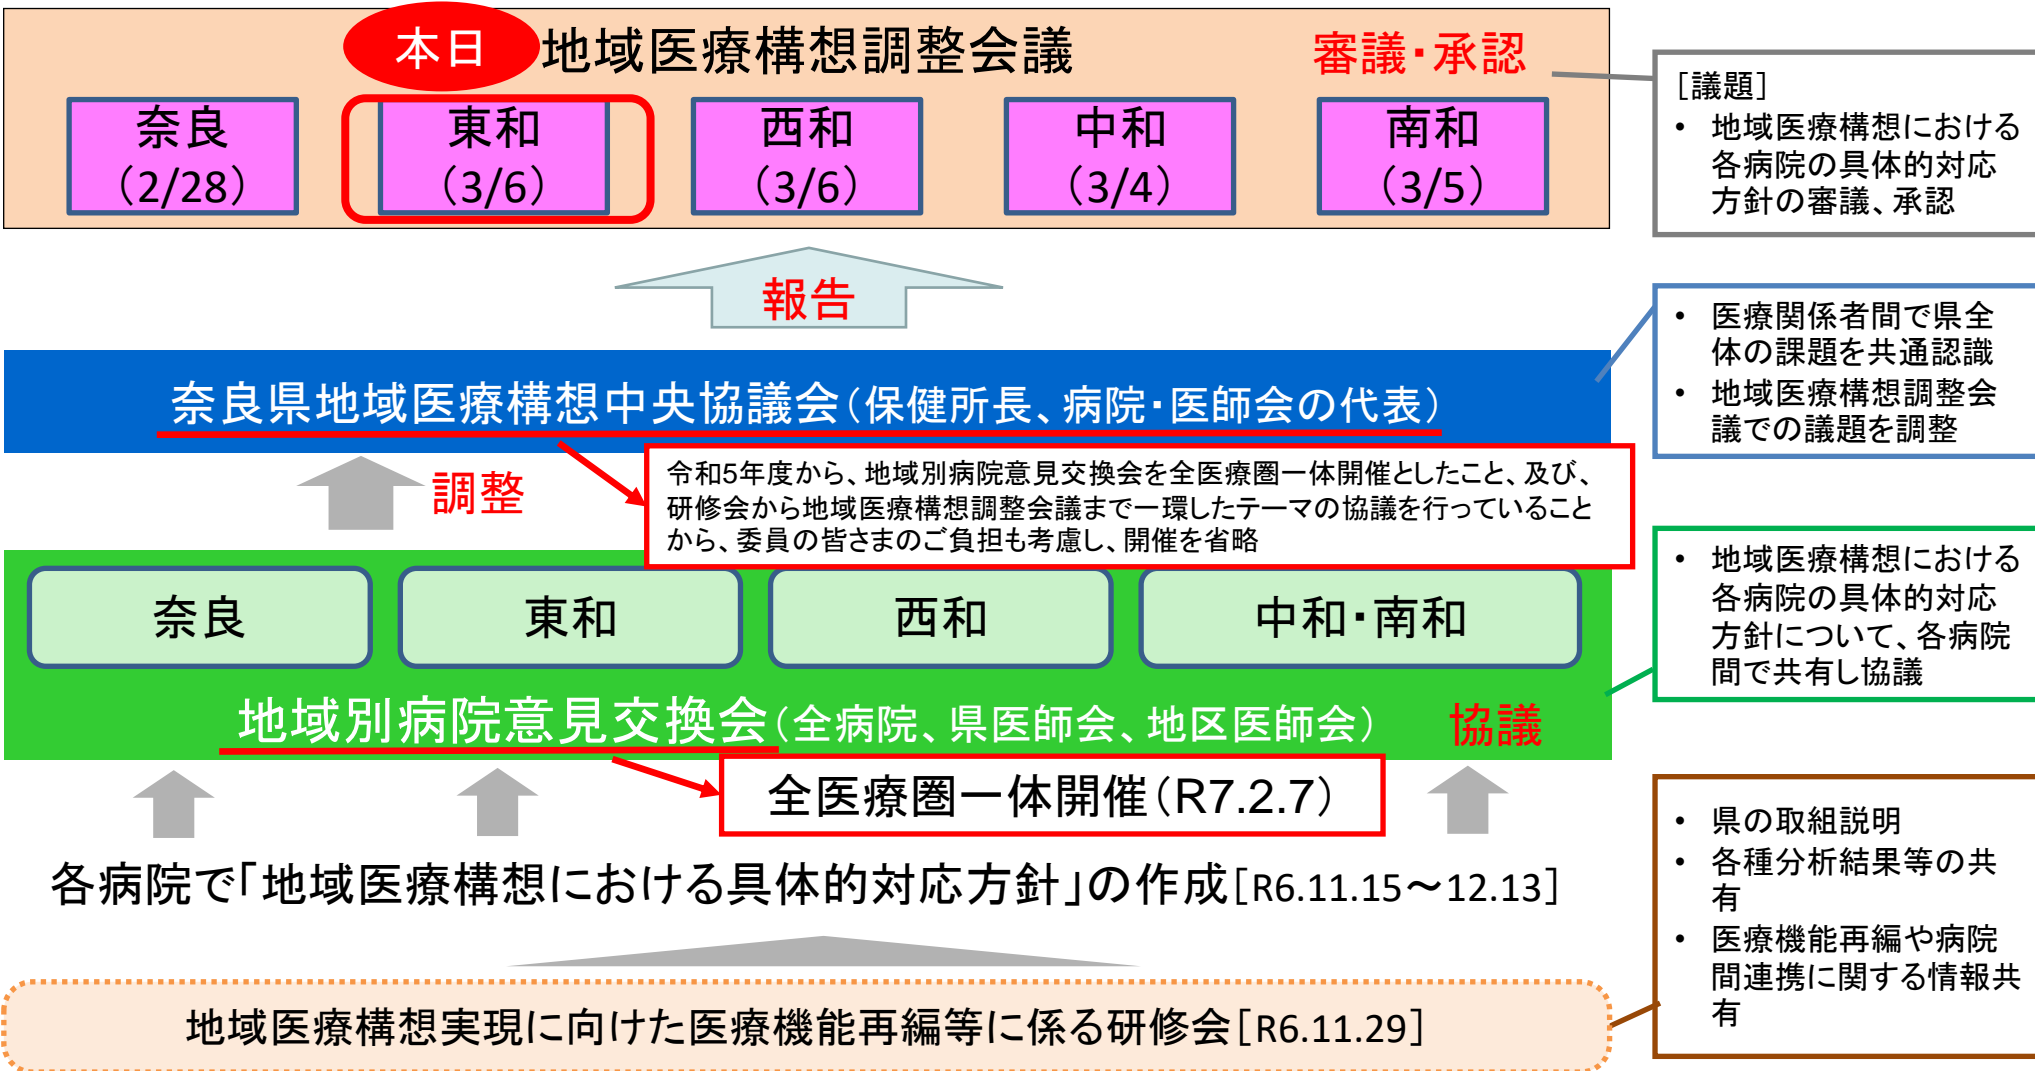 本日
地域医療構想調整会議
審議・承認
奈良
(2/28)
東和
(3/6)
西和
(3/6)
中和
(3/4)
南和
(3/5)
[議題]
• 地域医療構想における
各病院の具体的対応
方針の審議、承認
報告
奈良県地域医療構想中央協議会(保健所長、病院・医師会の代表)
• 医療関係者間で県全
体の課題を共通認識
• 地域医療構想調整会
議での議題を調整
調整
令和5年度から、地域別病院意見交換会を全医療圏一体開催としたこと、及び、
研修会から地域医療構想調整会議まで一環したテーマの協議を行っていること
から、委員の皆さまのご負担も考慮し、開催を省略
奈良
東和
西和
中和・南和
地域別病院意見交換会(全病院、県医師会、地区医師会)
協議
• 地域医療構想における
各病院の具体的対応
方針について、各病院
間で共有し協議
全医療圏一体開催(R7.2.7)
各病院で「地域医療構想における具体的対応方針」の作成[R6.11.15~12.13]
地域医療構想実現に向けた医療機能再編等に係る研修会[R6.11.29]
• 県の取組説明
• 各種分析結果等の共
有
• 医療機能再編や病院
間連携に関する情報共
有